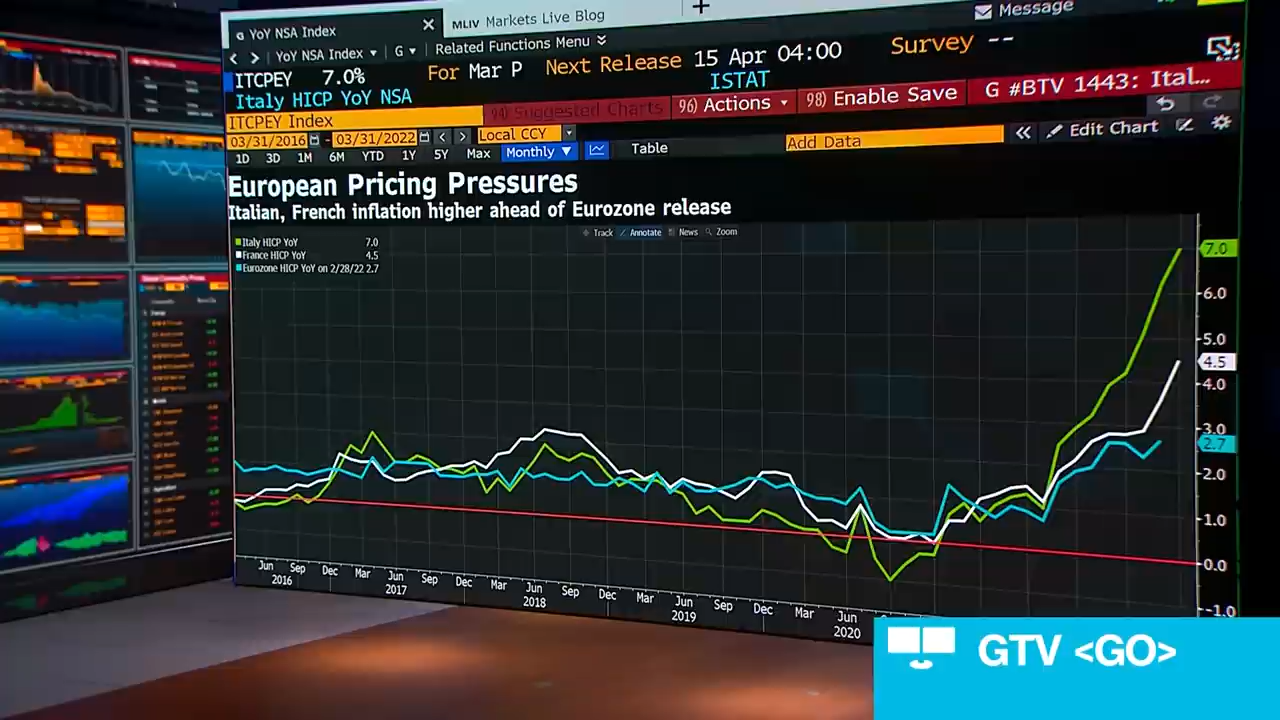 G YoY NSA Index
MLIV Markets Live Blog
Message
YoY NSA Index
G
Related Functions Menu
ITCPEY 7.0%
For Mar P Next Release 15 Apr 04:00 Survey --
Italy HICP YoY NSA
ISTAT
ITCPEY Index
94) Suggested Charts
96) Actions
98) Enable Save
G #BTV 1443: Ital...
03/31/2016 - 03/31/2022
Local CCY
Add Data
Edit Chart
1D 3D 1M 6M YTD 1Y 5Y Max Monthly
Table
European Pricing Pressures
Italian, French inflation higher ahead of Eurozone release
Track Annotate News Zoom
Italy HICP YoY 7.0
France HICP YoY 4.5
Eurozone HICP YoY on 2/28/22 2.7
7.0
6.0
5.0
4.5
4.0
3.0
2.7
2.0
1.0
0.0
-1.0
Jun Sep Dec Mar Jun Sep Dec Mar Jun Sep Dec Mar Jun Sep Dec Mar Jun
2016 2017 2018 2019 2020
GTV <GO>